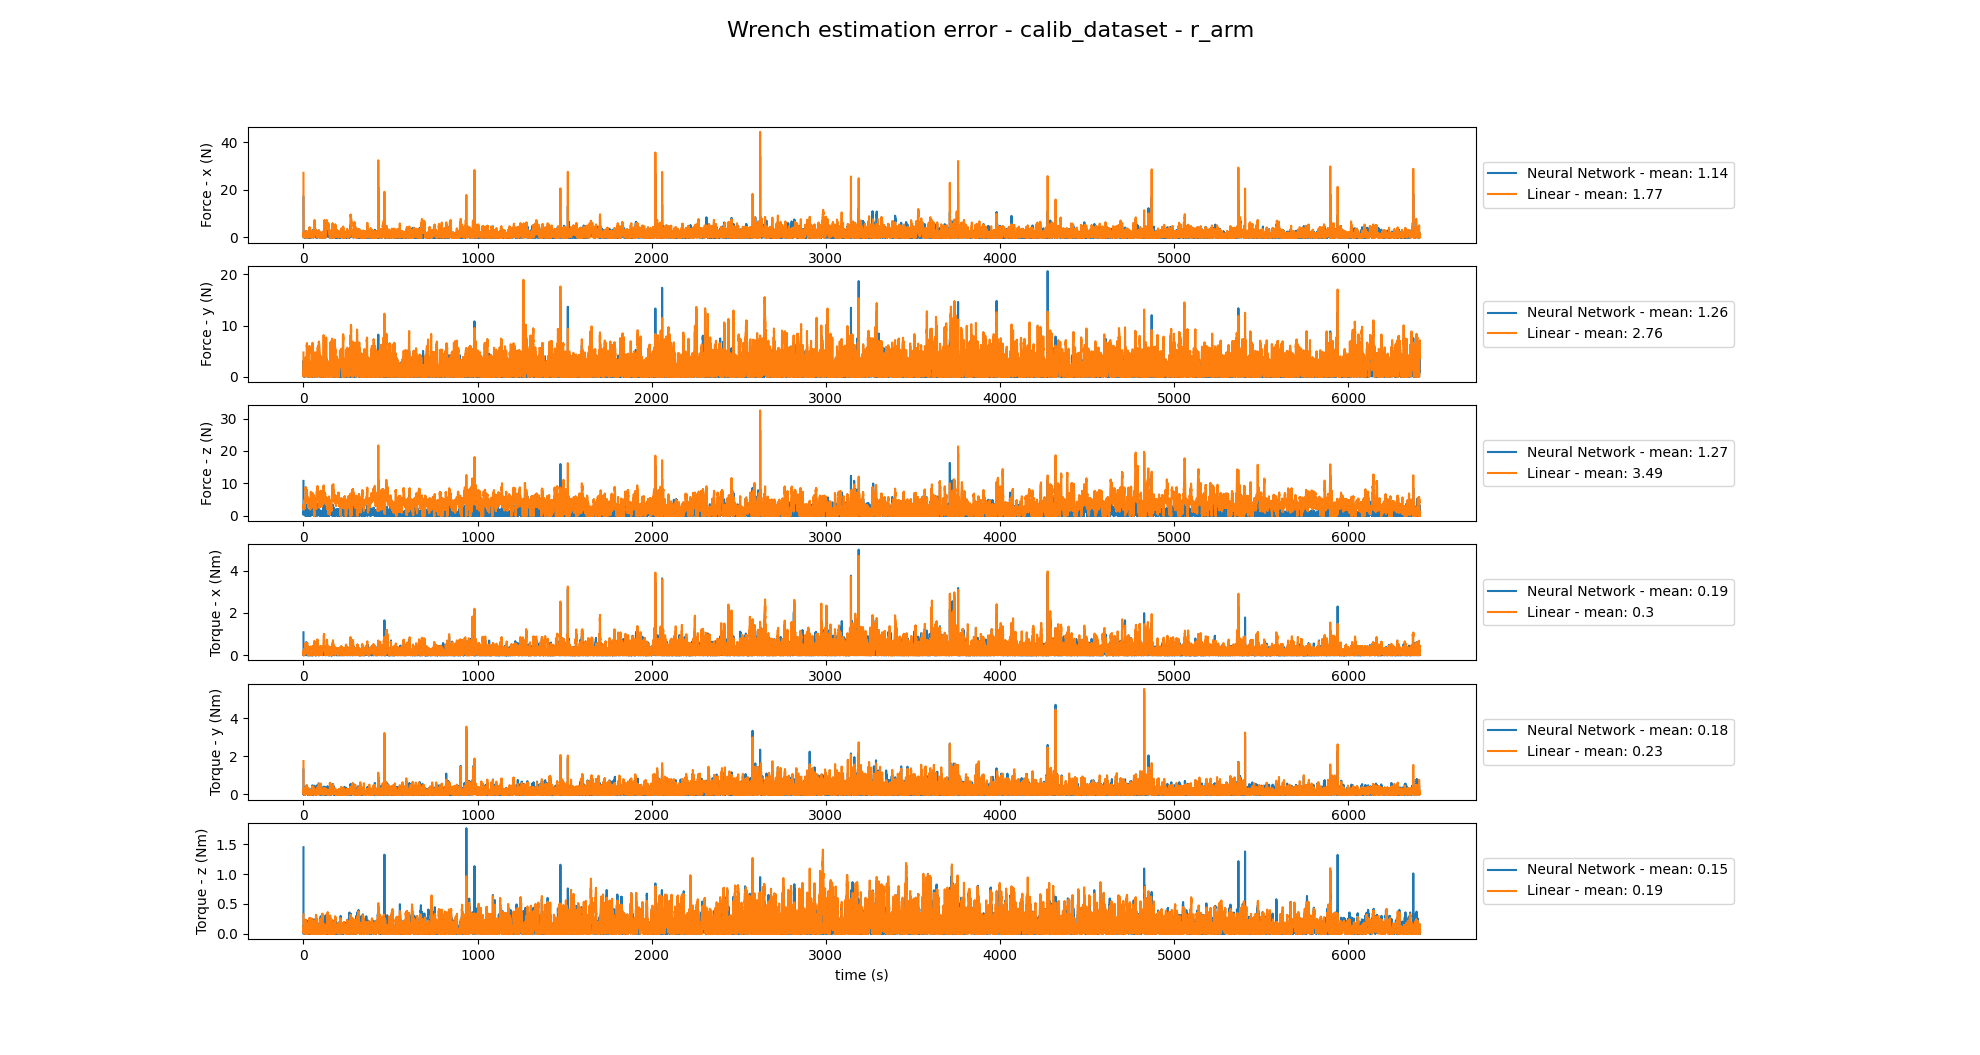 Wrench estimation error - calib_dataset - r_arm
Force - x (N)
40
20
0
0 1000 2000 3000 4000 5000 6000
Neural Network - mean: 1.14
Linear - mean: 1.77
Force - y (N)
20
10
0
0 1000 2000 3000 4000 5000 6000
Neural Network - mean: 1.26
Linear - mean: 2.76
Force - z (N)
30
20
10
0
0 1000 2000 3000 4000 5000 6000
Neural Network - mean: 1.27
Linear - mean: 3.49
Torque - x (Nm)
4
2
0
0 1000 2000 3000 4000 5000 6000
Neural Network - mean: 0.19
Linear - mean: 0.3
Torque - y (Nm)
4
2
0
0 1000 2000 3000 4000 5000 6000
Neural Network - mean: 0.18
Linear - mean: 0.23
Torque - z (Nm)
1.5
1.0
0.5
0.0
0 1000 2000 3000 4000 5000 6000
Neural Network - mean: 0.15
Linear - mean: 0.19
time (s)